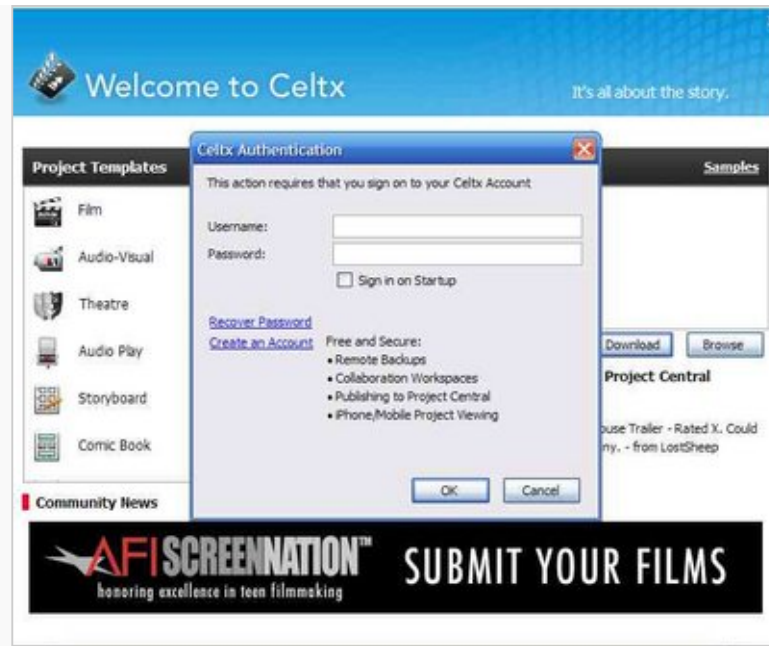 Welcome to Celtx
It's all about the story.
Celtx Authentication
Project Templates
Samples
This action requires that you sign on to your Celtx Account
Film
Username:
Audio-Visual
Password:
Sign in on Startup
Theatre
Recover Password
Audio Play
Create an Account
Free and Secure:
Download
Browse
• Remote Backups
• Collaboration Workspaces
Project Central
Storyboard
• Publishing to Project Central
• iPhone/Mobile Project Viewing
ouse Trailer - Rated X. Could
Comic Book
ny. - from LostSheep
OK
Cancel
Community News
AFI SCREENNATION™
SUBMIT YOUR FILMS
honoring excellence in teen filmmaking